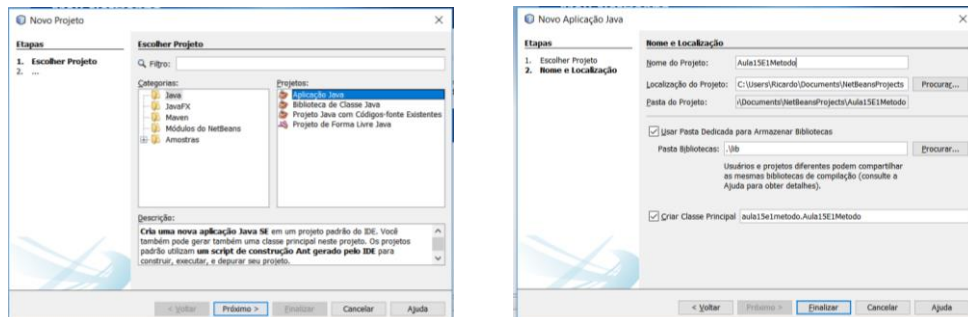 Novo Projeto
Etapas
1. Escolher Projeto
2. ...
Escolher Projeto
Filtro:
Categorias:
Java
JavaFX
Maven
Módulos do NetBeans
Amostras
Projetos:
Aplicação Java
Biblioteca de Classe Java
Projeto Java com Códigos-fonte Existentes
Projeto de Forma Livre Java
Descrição:
Cria uma nova aplicação Java SE em um projeto padrão do IDE. Você
também pode gerar também uma classe principal neste projeto. Os projetos
padrão utilizam um script de construção Ant gerado pelo IDE para
construir, executar, e depurar seu projeto.
< Voltar Próximo > Finalizar Cancelar Ajuda
Novo Aplicação Java
Etapas
1. Escolher Projeto
2. Nome e Localização
Nome e Localização
Nome do Projeto: Aula15E1Metodo
Localização do Projeto: C:\Users\Ricardo\Documents\NetBeansProjects Procurar...
Pasta do Projeto: \Documents\NetBeansProjects\Aula15E1Metodo
Usar Pasta Dedicada para Armazenar Bibliotecas
Pasta Bibliotecas: .\lib Procurar...
Usuários e projetos diferentes podem compartilhar
as mesmas bibliotecas de compilação (consulte a
Ajuda para obter detalhes).
Criar Classe Principal aula15e1metodo.Aula15E1Metodo
< Voltar Próximo > Finalizar Cancelar Ajuda